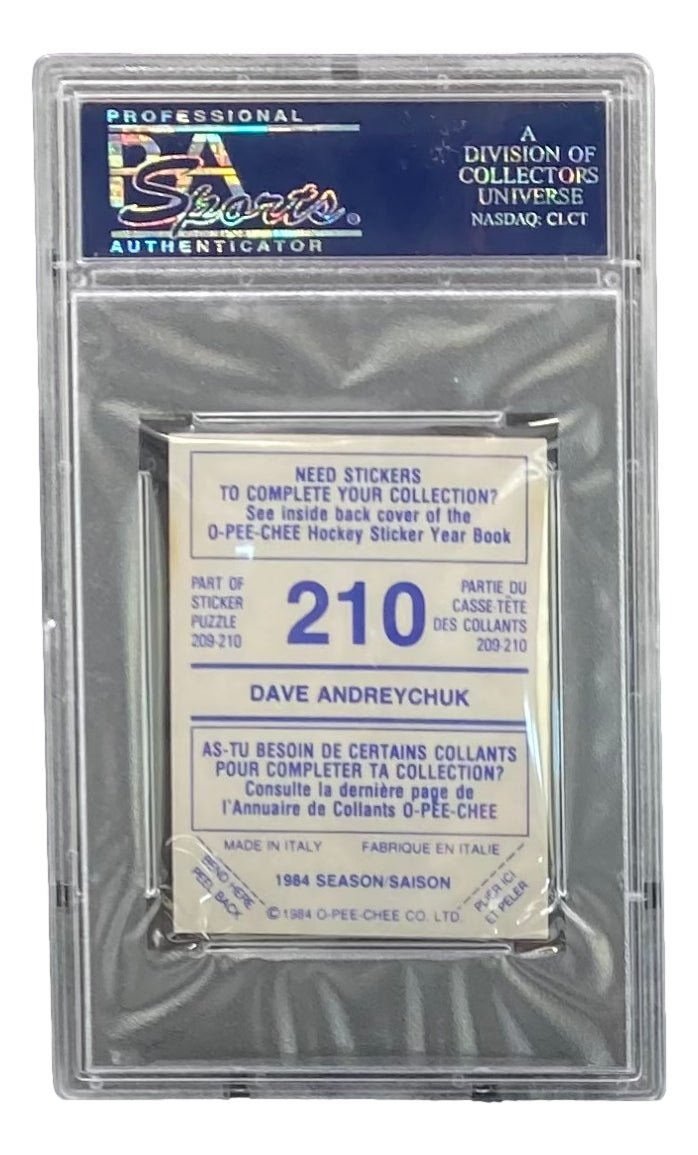 PROFESSIONAL
PSA
Sports®
AUTHENTICATOR
A
DIVISION OF
COLLECTORS
UNIVERSE
NASDAQ: CLCT
NEED STICKERS
TO COMPLETE YOUR COLLECTION?
See inside back cover of the
O-PEE-CHEE Hockey Sticker Year Book
PART OF
STICKER
PUZZLE
209-210
210
PARTIE DU
CASSE-TÊTE
DES COLLANTS
209-210
DAVE ANDREYCHUK
AS-TU BESOIN DE CERTAINS COLLANTS
POUR COMPLETER TA COLLECTION?
Consulte la dernière page de
l'Annuaire de Collants O-PEE-CHEE
MADE IN ITALY FABRIQUE EN ITALIE
BEND HERE
PEEL BACK
1984 SEASON/SAISON
© 1984 O-PEE-CHEE CO. LTD.
PLIER ICI
ET PELER